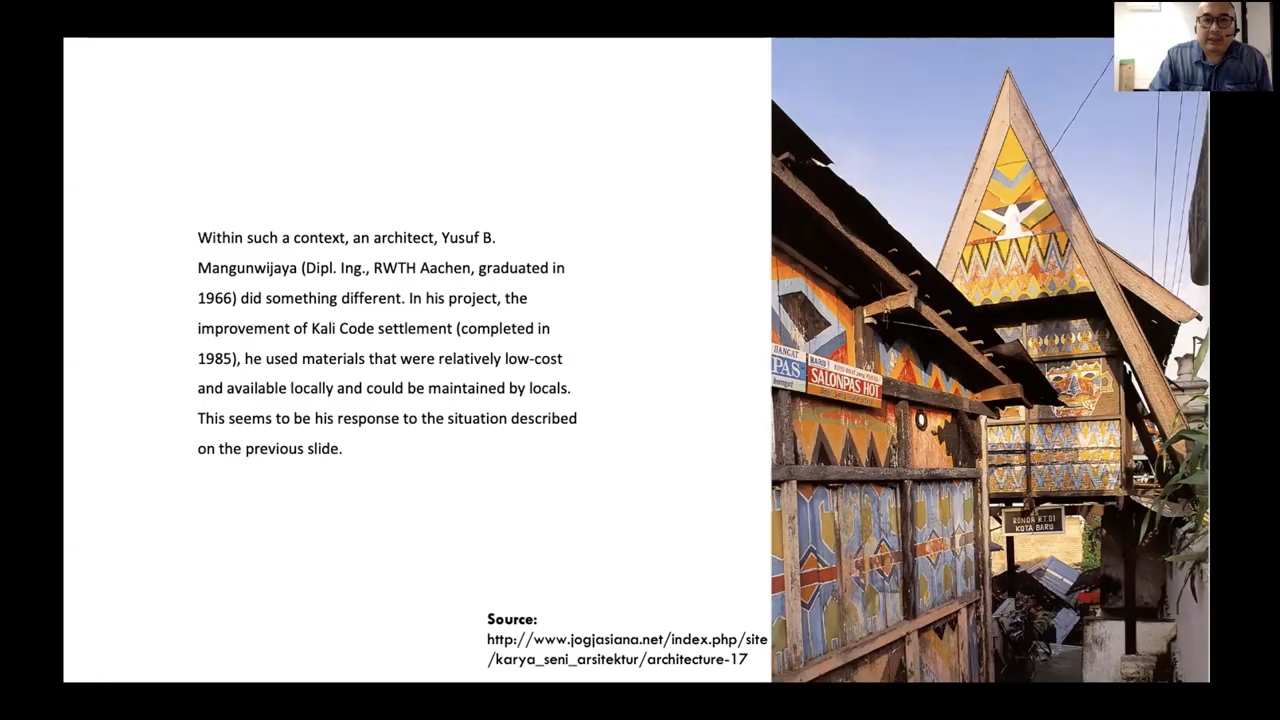 Within such a context, an architect, Yusuf B.
Mangunwijaya (Dipl. Ing., RWTH Aachen, graduated in
1966) did something different. In his project, the
improvement of Kali Code settlement (completed in
1985), he used materials that were relatively low-cost
and available locally and could be maintained by locals.
This seems to be his response to the situation described
on the previous slide.
Source:
http://www.jogjasiana.net/index.php/site
/karya_seni_arsitektur/architecture-17
HANGAT
PAS
BARU!
SALONPAS HOT
RONDA R.T.01
KOTA BARU